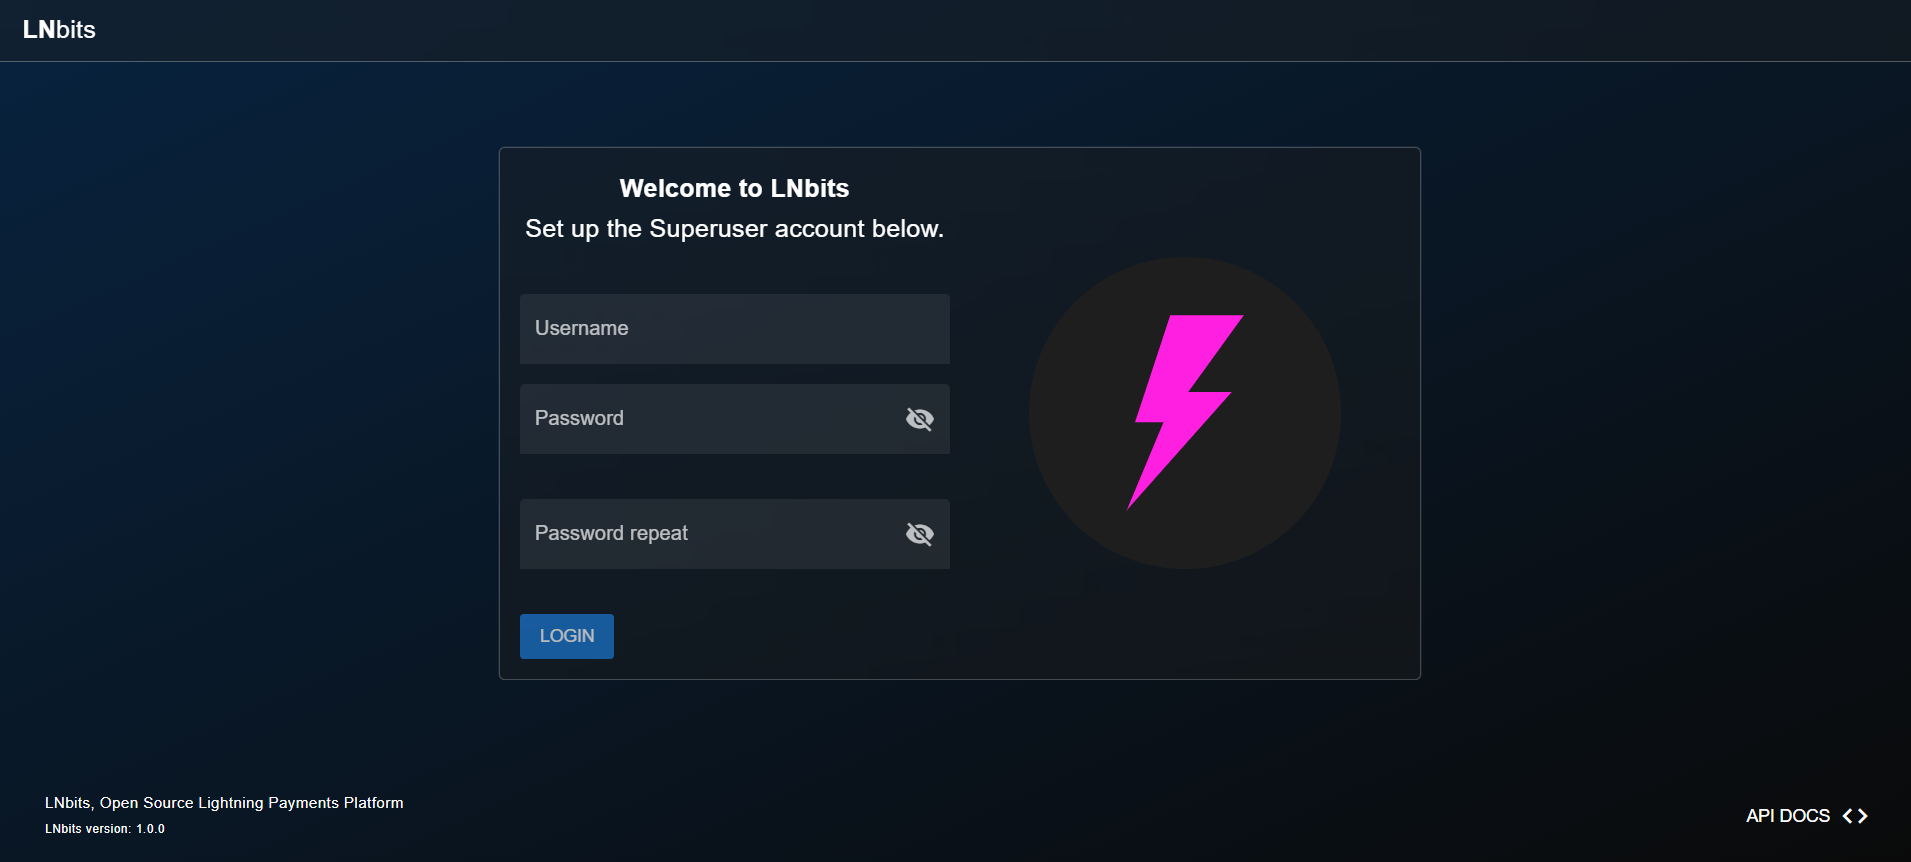 LNbits
Welcome to LNbits
Set up the Superuser account below.
Username
Password
Password repeat
LOGIN
LNbits, Open Source Lightning Payments Platform
LNbits version: 1.0.0
API DOCS